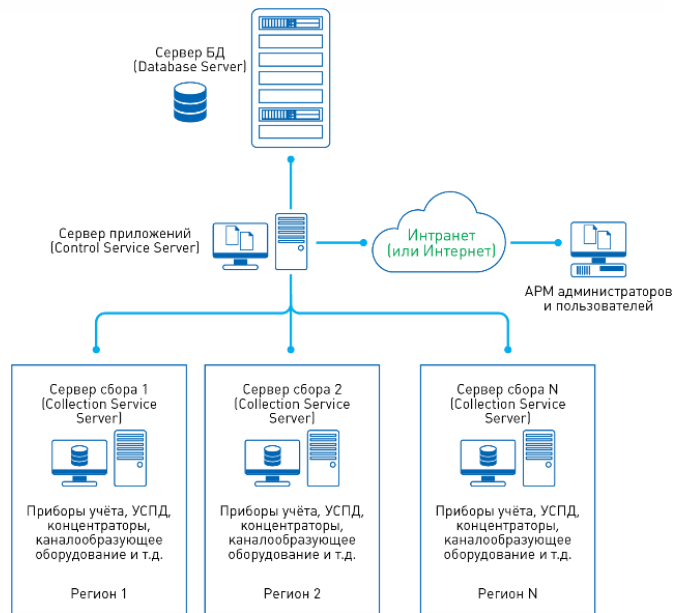 Сервер БД
(Database Server)
Сервер приложений
(Control Service Server)
Интранет
(или Интернет)
АРМ администраторов
и пользователей
Сервер сбора 1
(Collection Service
Server)
Приборы учёта, УСПД,
концентраторы,
каналообразующее
оборудование и т.д.
Регион 1
Сервер сбора 2
(Collection Service
Server)
Приборы учёта, УСПД,
концентраторы,
каналообразующее
оборудование и т.д.
Регион 2
Сервер сбора N
(Collection Service
Server)
Приборы учёта, УСПД,
концентраторы,
каналообразующее
оборудование и т.д.
Регион N